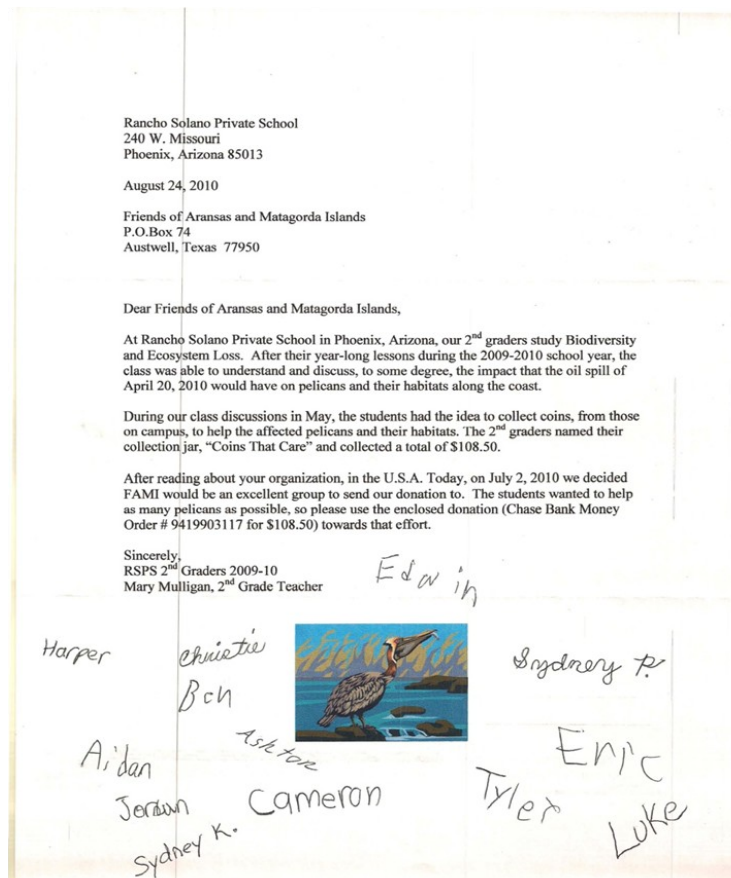 Rancho Solano Private School
240 W. Missouri
Phoenix, Arizona 85013
August 24, 2010
Friends of Aransas and Matagorda Islands
P.O.Box 74
Austwell, Texas 77950
Dear Friends of Aransas and Matagorda Islands,
At Rancho Solano Private School in Phoenix, Arizona, our 2nd graders study Biodiversity
and Ecosystem Loss. After their year-long lessons during the 2009-2010 school year, the
class was able to understand and discuss, to some degree, the impact that the oil spill of
April 20, 2010 would have on pelicans and their habitats along the coast.
During our class discussions in May, the students had the idea to collect coins, from those
on campus, to help the affected pelicans and their habitats. The 2nd graders named their
collection jar, “Coins That Care” and collected a total of $108.50.
After reading about your organization, in the U.S.A. Today, on July 2, 2010 we decided
FAMI would be an excellent group to send our donation to. The students wanted to help
as many pelicans as possible, so please use the enclosed donation (Chase Bank Money
Order # 9419903117 for $108.50) towards that effort.
Sincerely,
RSPS 2nd Graders 2009-10
Mary Mulligan, 2nd Grade Teacher
Edwin
Harper
Christie
Sydney P.
Ben
Ashton
Eric
Aidan
Jordan
Cameron
Tyler
Luke
Sydney K.